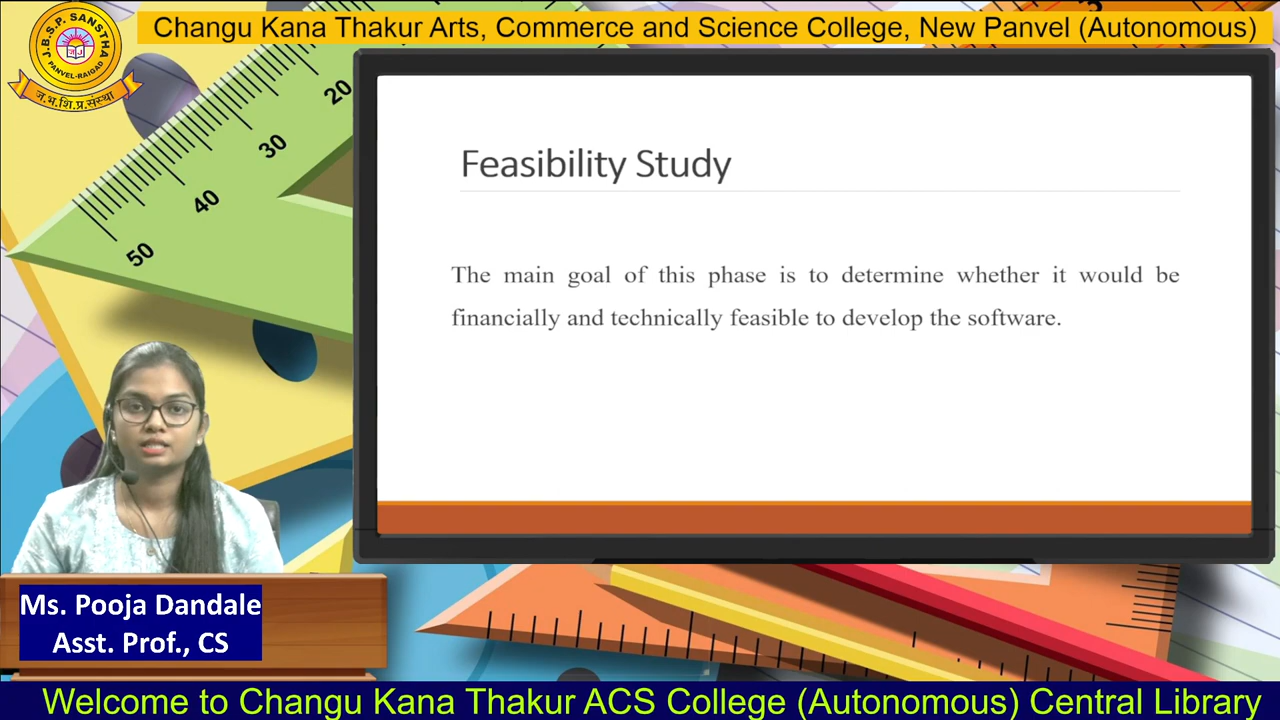 J.B.S.P. SANSTHA
PANVEL-RAIGAD
ज.भ.शि.प्र.संस्था
Changu Kana Thakur Arts, Commerce and Science College, New Panvel (Autonomous)
20
30
40
50
Feasibility Study
The main goal of this phase is to determine whether it would be
financially and technically feasible to develop the software.
Ms. Pooja Dandale
Asst. Prof., CS
Welcome to Changu Kana Thakur ACS College (Autonomous) Central Library